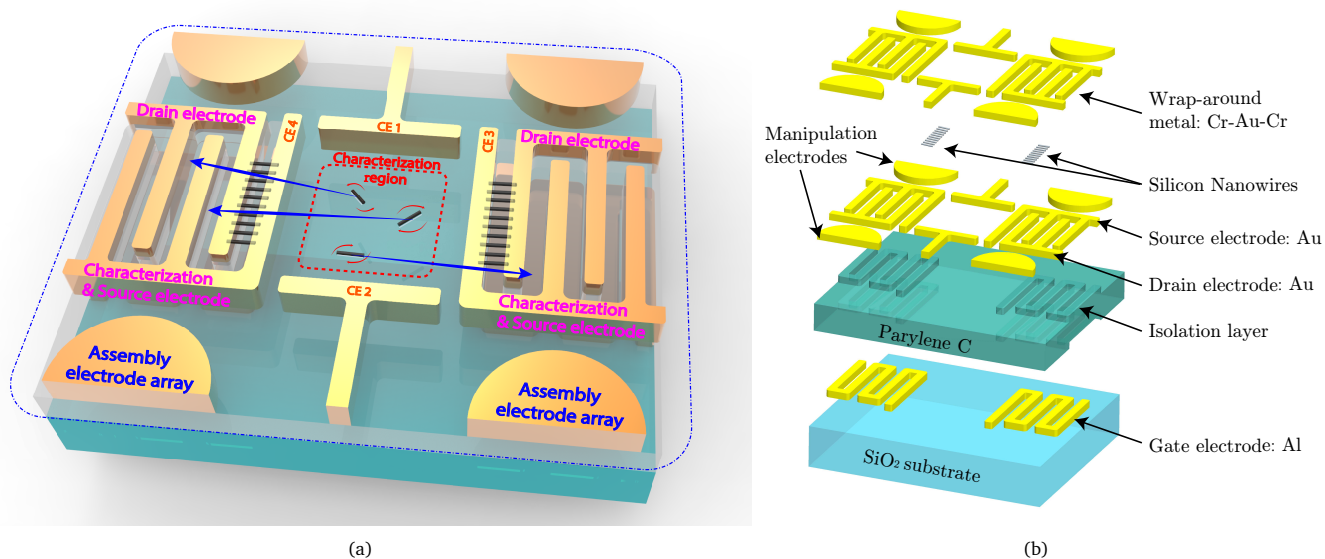 Drain electrode
CE 4
CE 1
CE 3
Drain electrode
Characterization
region
Characterization
& Source electrode
CE 2
Characterization
& Source electrode
Assembly
electrode array
Assembly
electrode array
(a)
Wrap-around
metal: Cr-Au-Cr
Manipulation
electrodes
Silicon Nanowires
Source electrode: Au
Drain electrode: Au
Isolation layer
Parylene C
Gate electrode: Al
SiO₂ substrate
(b)